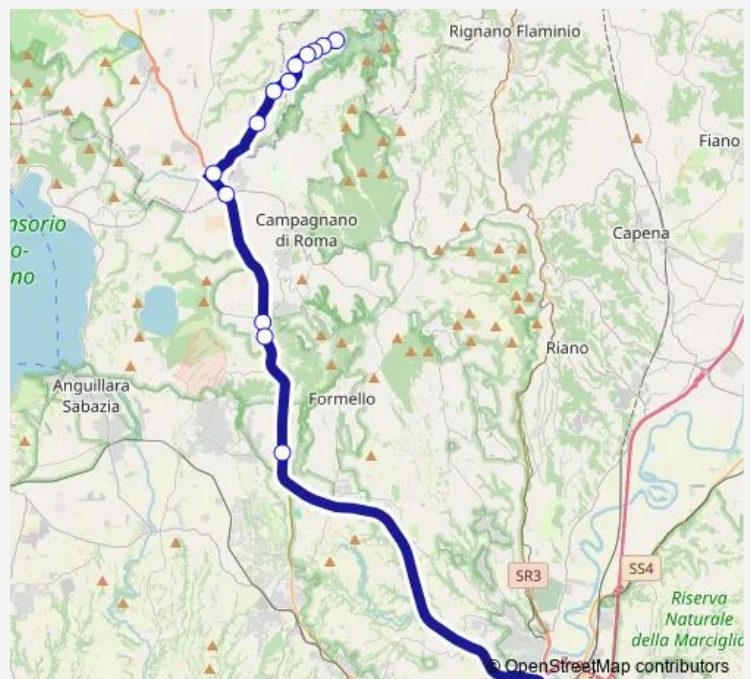 Rignano Flaminio
Fiano
nsorio
o-
no
Campagnano
di Roma
Capena
Riano
Anguillara
Sabazia
Formello
SR3
SS4
Riserva
Naturale
della Marciglia
© OpenStreetMap contributors